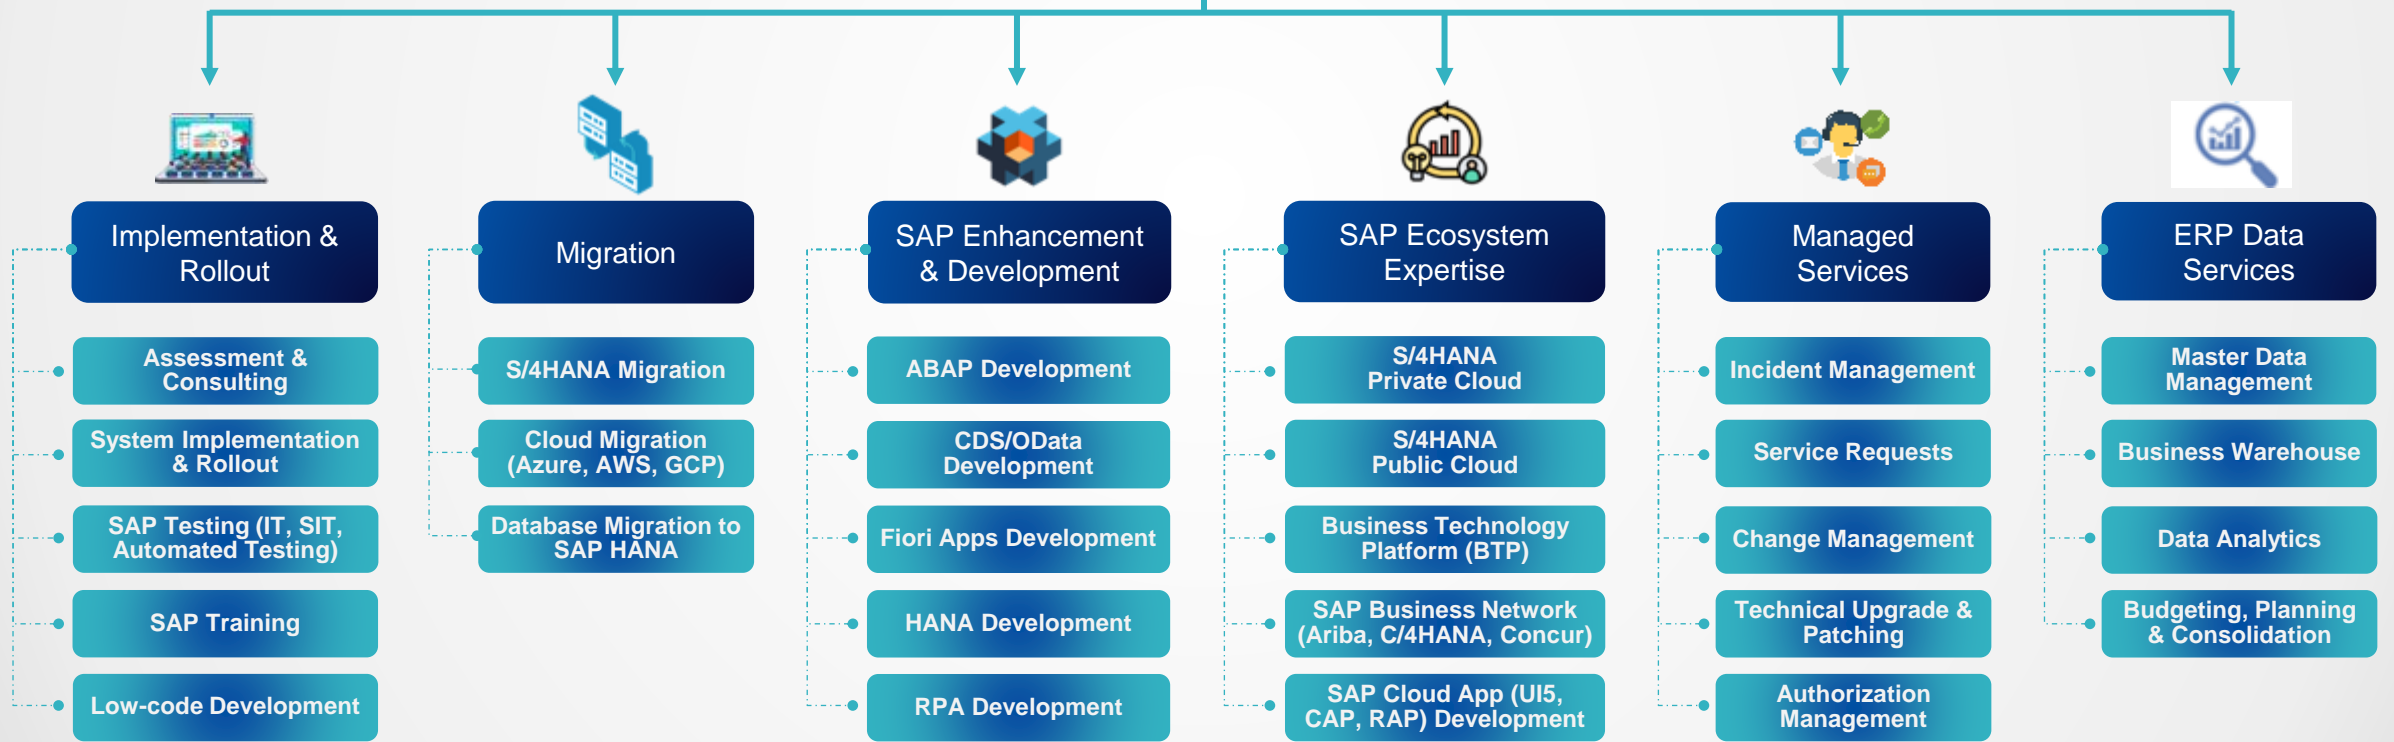 Implementation &
Rollout
Assessment &
Consulting
System Implementation
& Rollout
SAP Testing (IT, SIT,
Automated Testing)
SAP Training
Low-code Development
Migration
S/4HANA Migration
Cloud Migration
(Azure, AWS, GCP)
Database Migration to
SAP HANA
SAP Enhancement
& Development
ABAP Development
CDS/OData
Development
Fiori Apps Development
HANA Development
RPA Development
SAP Ecosystem
Expertise
S/4HANA
Private Cloud
S/4HANA
Public Cloud
Business Technology
Platform (BTP)
SAP Business Network
(Ariba, C/4HANA, Concur)
SAP Cloud App (UI5,
CAP, RAP) Development
Managed
Services
Incident Management
Service Requests
Change Management
Technical Upgrade &
Patching
Authorization
Management
ERP Data
Services
Master Data
Management
Business Warehouse
Data Analytics
Budgeting, Planning
& Consolidation